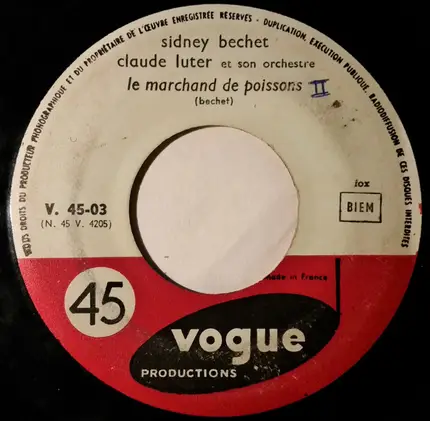 TOUS DROITS DU PRODUCTEUR PHONOGRAPHIQUE ET DU PROPRIÉTAIRE DE L'ŒUVRE ENREGISTRÉE RÉSERVÉS - DUPLICATION, EXÉCUTION PUBLIQUE, RADIODIFFUSION DE CES DISQUES INTERDITES
sidney bechet
claude luter et son orchestre
le marchand de poissons II
(bechet)
V. 45-03
(N. 45 V. 4205)
iox
BIEM
made in france
45
vogue
PRODUCTIONS